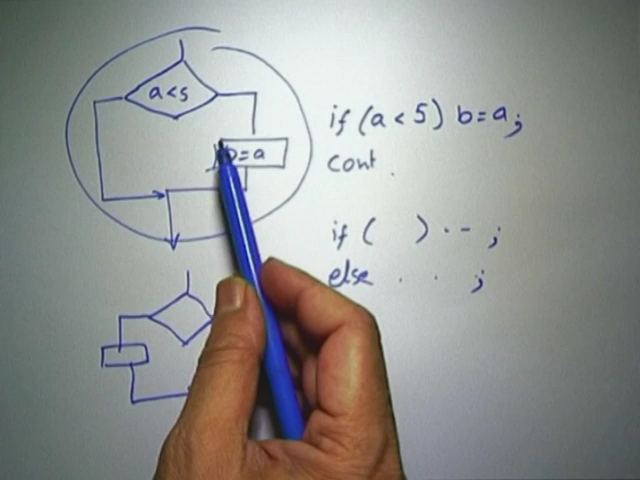 a<5
b=a
if (a<5) b=a;
cont.
if (    ) . - ;
else . . ;